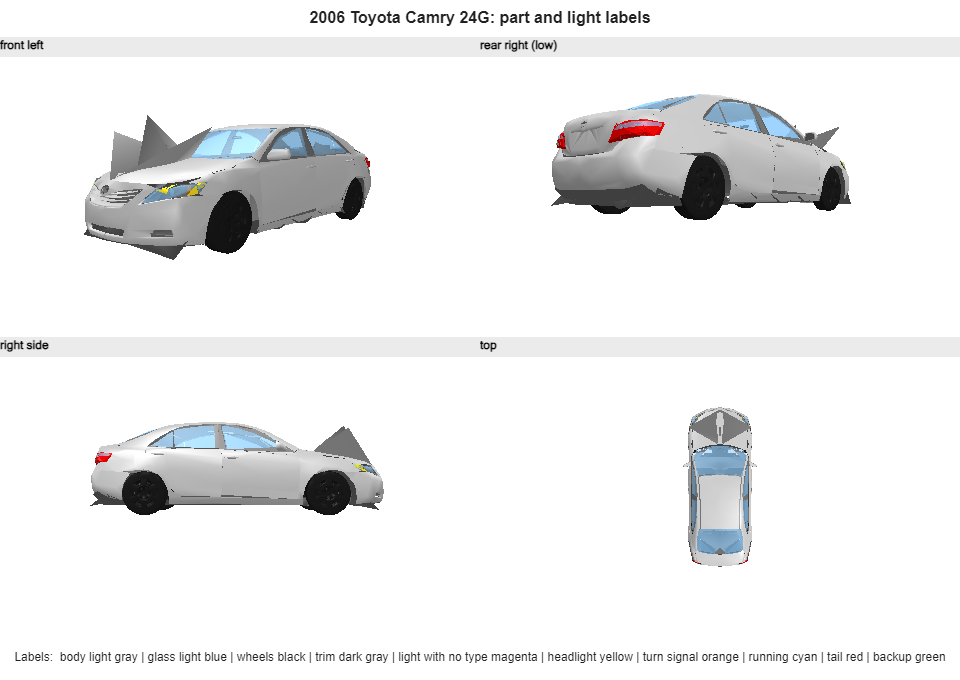 2006 Toyota Camry 24G: part and light labels
front left
rear right (low)
right side
top
Labels:  body light gray | glass light blue | wheels black | trim dark gray | light with no type magenta | headlight yellow | turn signal orange | running cyan | tail red | backup green